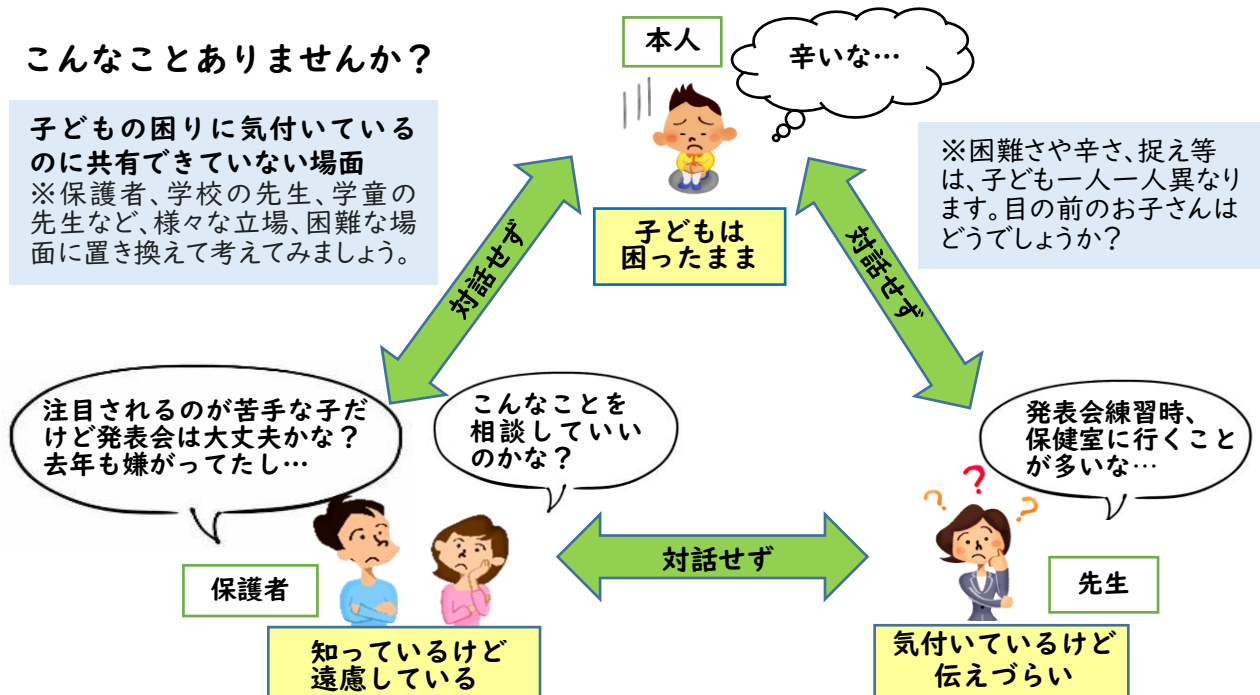 こんなことありませんか？
子どもの困りに気付いている
のに共有できていない場面
※保護者、学校の先生、学童の
先生など、様々な立場、困難な場
面に置き換えて考えてみましょう。
本人
辛いな…
子どもは
困ったまま
※困難さや辛さ、捉え等
は、子ども一人一人異なり
ます。目の前のお子さんは
どうでしょうか？
対話せず
対話せず
注目されるのが苦手な子だ
けど発表会は大丈夫かな？
去年も嫌がってたし…
こんなことを
相談していい
のかな？
発表会練習時、
保健室に行くこと
が多いな…
？
？
？
対話せず
保護者
先生
知っているけど
遠慮している
気付いているけど
伝えづらい